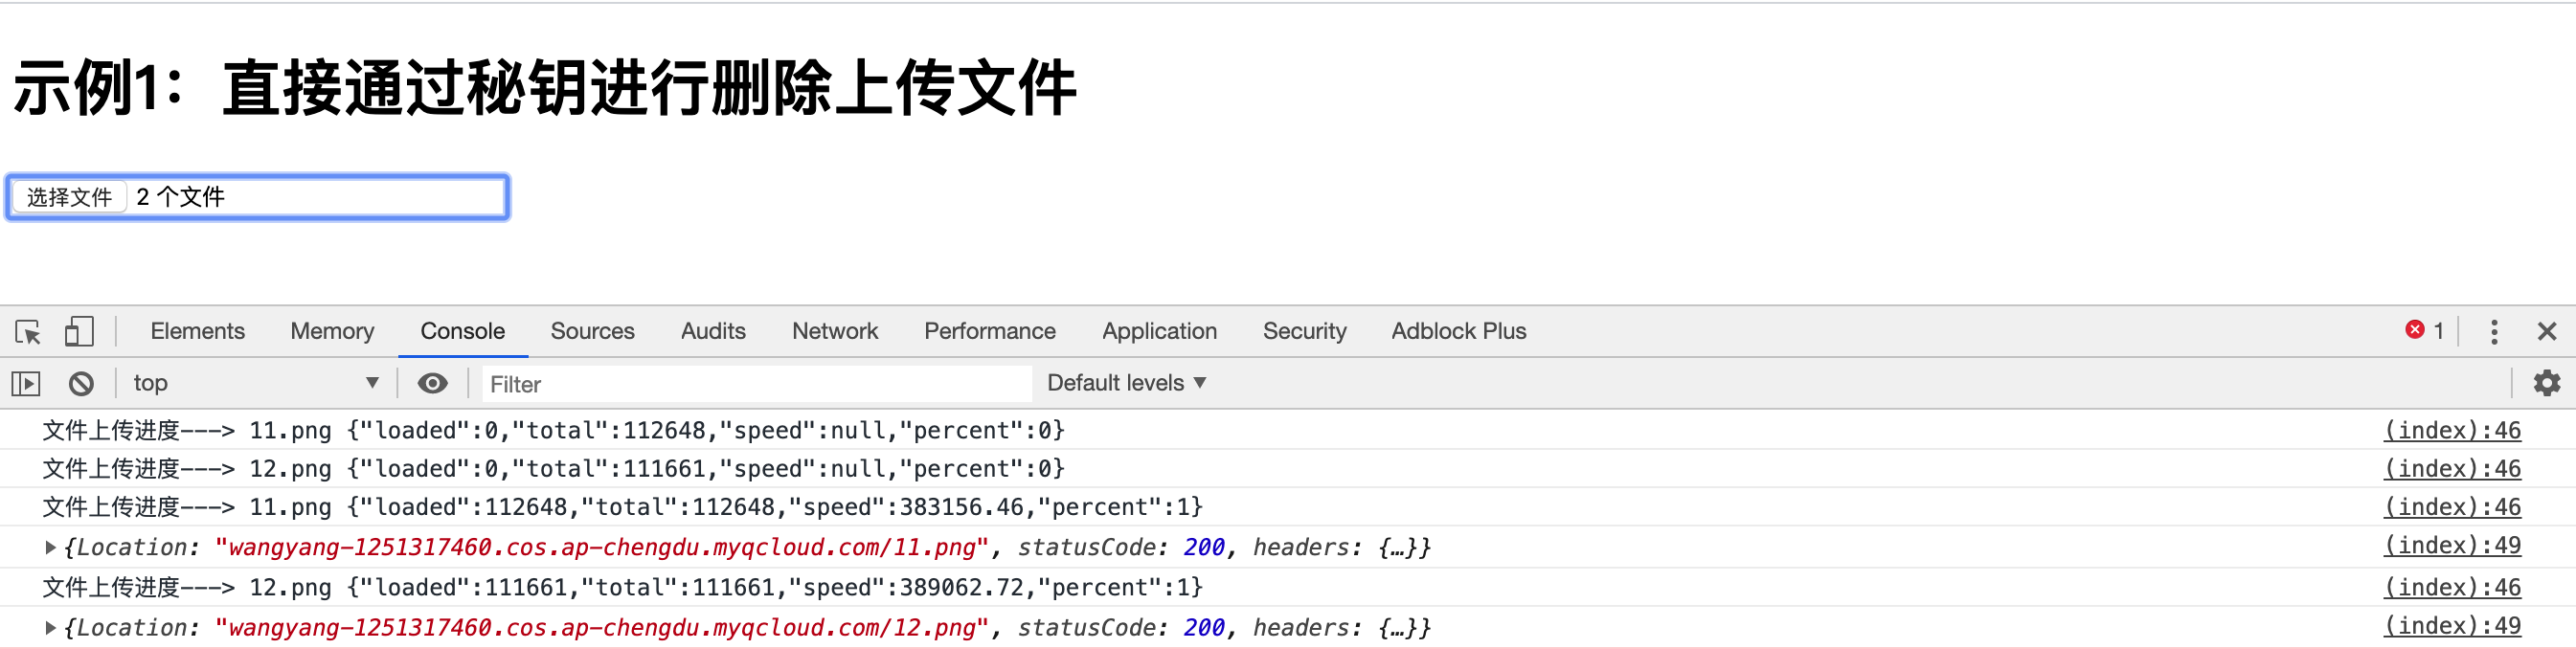 示例1：直接通过秘钥进行删除上传文件
选择文件 2 个文件
Elements Memory Console Sources Audits Network Performance Application Security Adblock Plus 1
top Filter Default levels
文件上传进度---> 11.png {"loaded":0,"total":112648,"speed":null,"percent":0} (index):46
文件上传进度---> 12.png {"loaded":0,"total":111661,"speed":null,"percent":0} (index):46
文件上传进度---> 11.png {"loaded":112648,"total":112648,"speed":383156.46,"percent":1} (index):46
{Location: "wangyang-1251317460.cos.ap-chengdu.myqcloud.com/11.png", statusCode: 200, headers: {…}} (index):49
文件上传进度---> 12.png {"loaded":111661,"total":111661,"speed":389062.72,"percent":1} (index):46
{Location: "wangyang-1251317460.cos.ap-chengdu.myqcloud.com/12.png", statusCode: 200, headers: {…}} (index):49